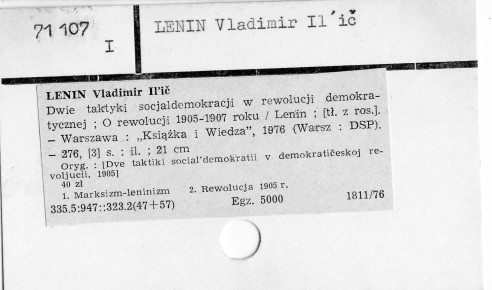 71 107
I
LENIN Vladimir Il´ič
LENIN Vladimir Il'ič
Dwie taktyki socjaldemokracji w rewolucji demokra-
tycznej ; O rewolucji 1905-1907 roku / Lenin ; [tł. z ros.].
— Warszawa : „Książka i Wiedza", 1976 (Warsz : DSP).
— 276, [3] s. : il. ; 21 cm
Oryg. : [Dve taktiki social'demokratii v demokratičeskoj re-
voljucii, 1905]
40 zł
1. Marksizm-leninizm 2. Rewolucja 1905 r.
335.5:947::323.2(47+57) Egz. 5000 1811/76